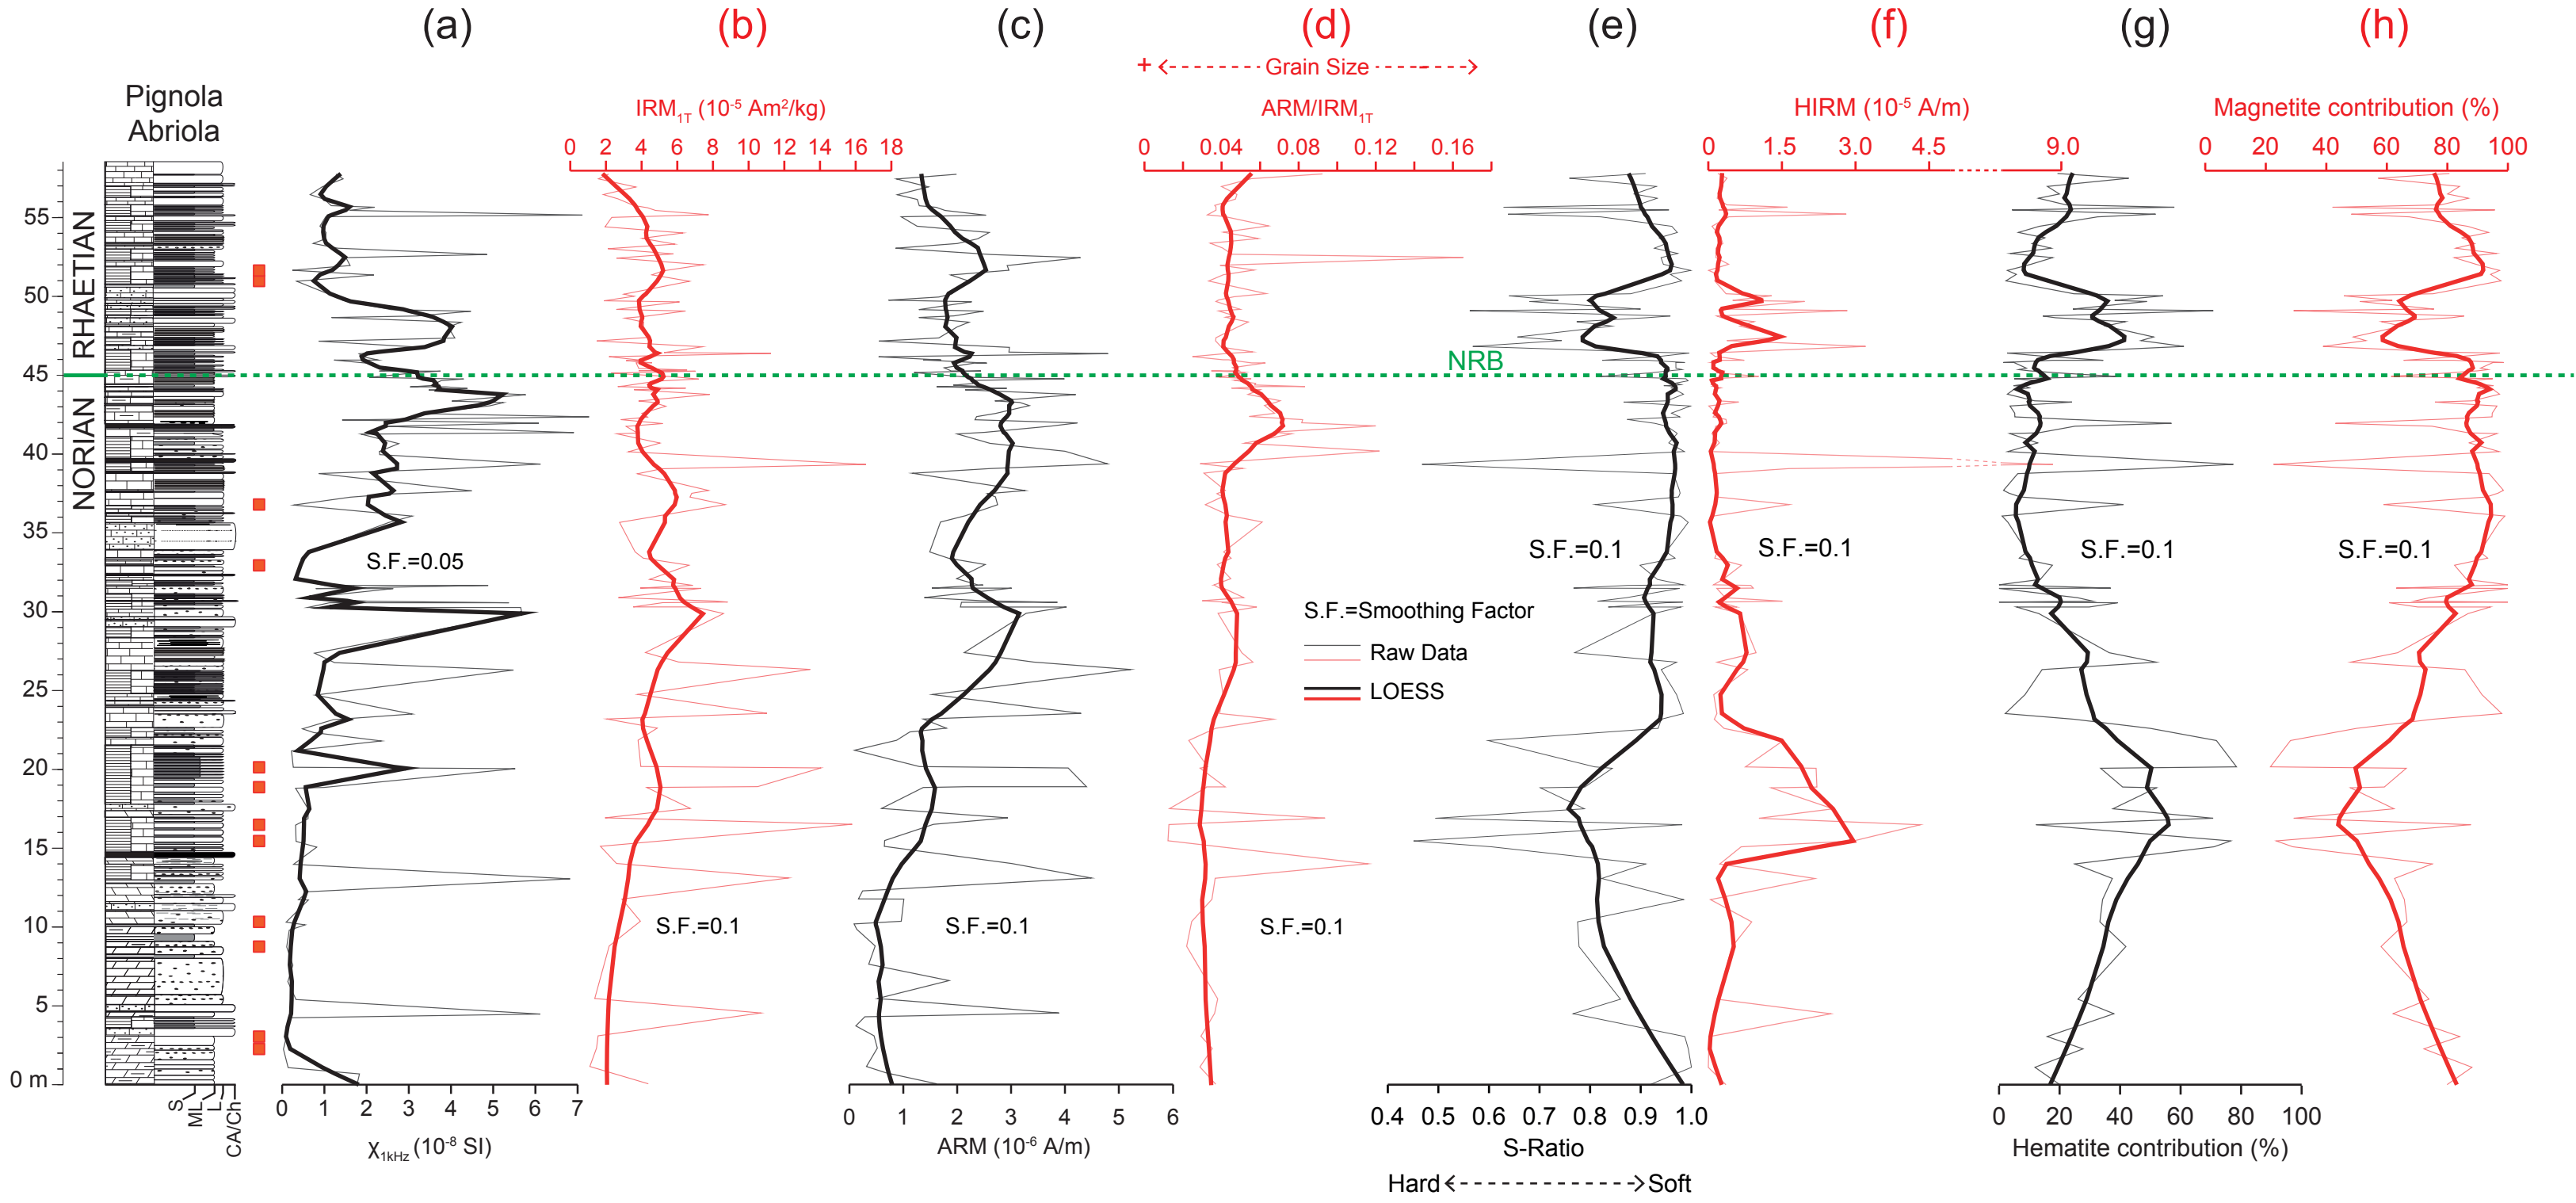 (a) (b) (c) (d) (e) (f) (g) (h)
+ <- - - - - - Grain Size - - - - - - ->
Pignola
Abriola
IRM1T (10-5 Am2/kg)
ARM/IRM1T
HIRM (10-5 A/m)
Magnetite contribution (%)
0 2 4 6 8 10 12 14 16 18
0 0.04 0.08 0.12 0.16
0 1.5 3.0 4.5 9.0
0 20 40 60 80 100
55
50
45
40
35
30
25
20
15
10
5
0 m
RHAETIAN
NORIAN
NRB
S.F.=0.05
S.F.=0.1
S.F.=0.1
S.F.=0.1
S.F.=0.1
S.F.=Smoothing Factor
Raw Data
LOESS
S.F.=0.1
S.F.=0.1
S.F.=0.1
S
ML
L
CA/Ch
0 1 2 3 4 5 6 7
χ1kHz (10-8 SI)
0 1 2 3 4 5 6
ARM (10-6 A/m)
0.4 0.5 0.6 0.7 0.8 0.9 1.0
S-Ratio
Hard <- - - - - - - - - -> Soft
0 20 40 60 80 100
Hematite contribution (%)